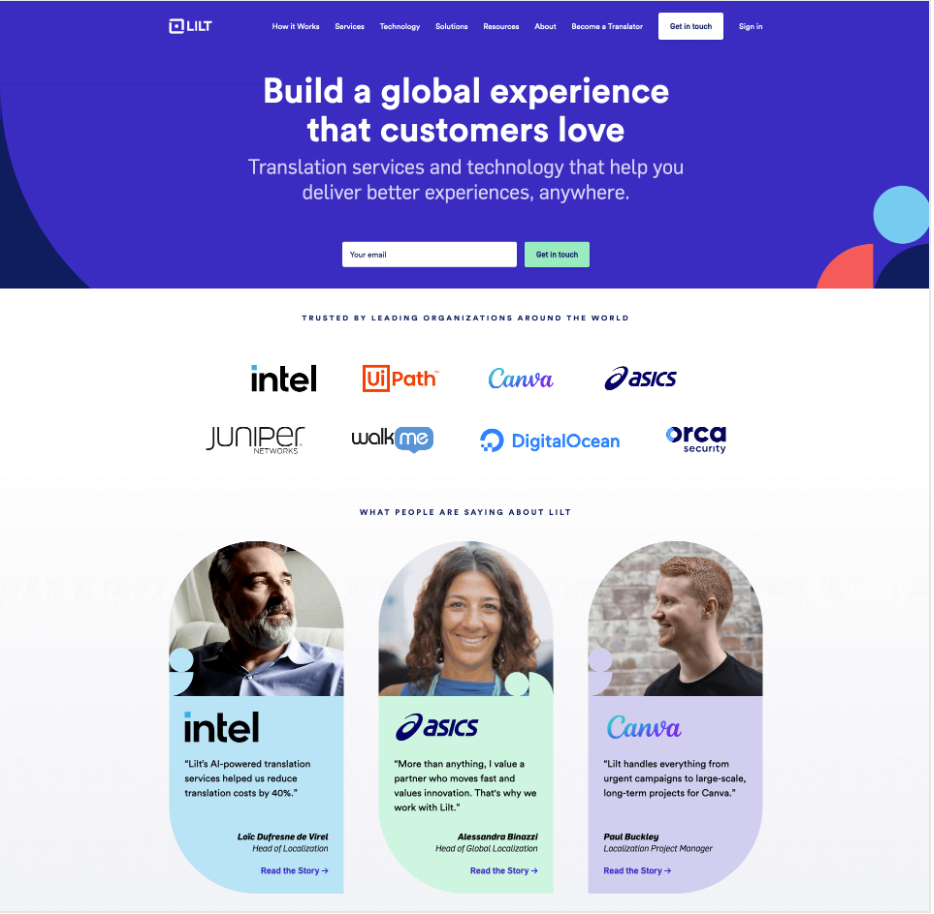 LILT
How it Works Services Technology Solutions Resources About Become a Translator Get in touch Sign in
Build a global experience
that customers love
Translation services and technology that help you
deliver better experiences, anywhere.
Your email Get in touch
TRUSTED BY LEADING ORGANIZATIONS AROUND THE WORLD
intel UiPath™ Canva asics
JUNIPER NETWORKS walkme DigitalOcean orca security
WHAT PEOPLE ARE SAYING ABOUT LILT
intel
“Lilt's AI-powered translation
services helped us reduce
translation costs by 40%.”
Loïc Dufresne de Virel
Head of Localization
Read the Story →
asics
“More than anything, I value a
partner who moves fast and
values innovation. That's why we
work with Lilt.”
Alessandra Binazzi
Head of Global Localization
Read the Story →
Canva
“Lilt handles everything from
urgent campaigns to large-scale,
long-term projects for Canva.”
Paul Buckley
Localization Project Manager
Read the Story →